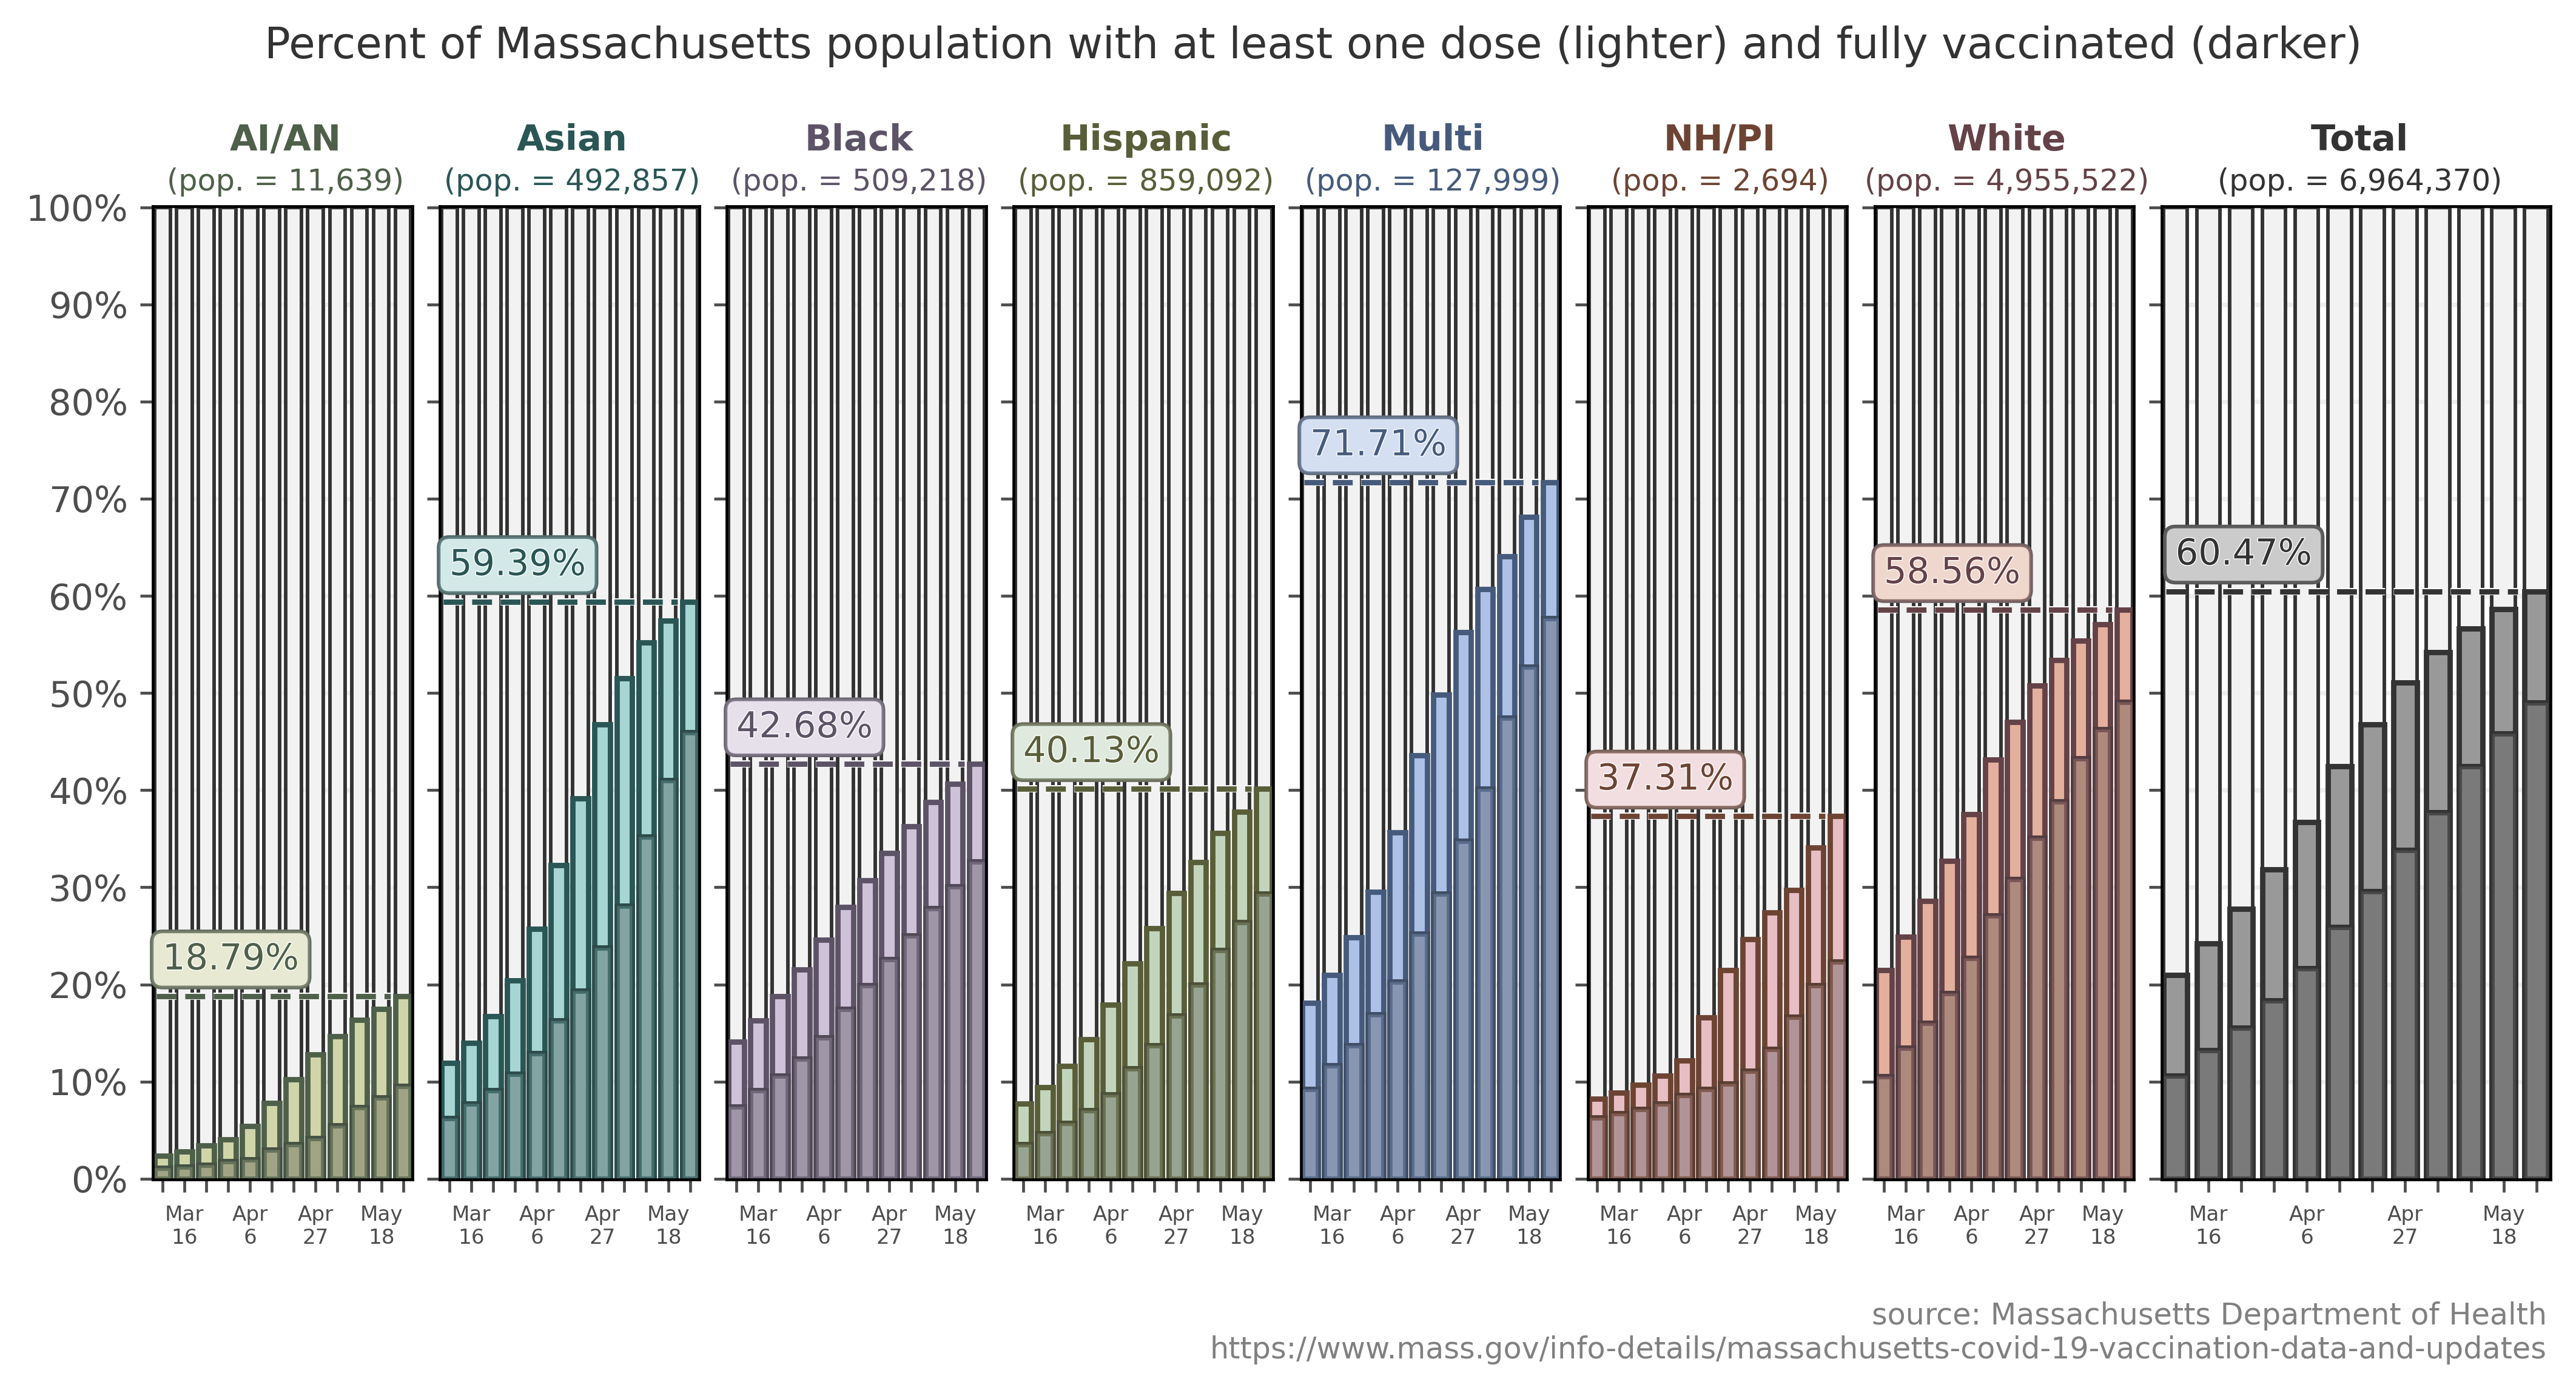 Percent of Massachusetts population with at least one dose (lighter) and fully vaccinated (darker)
AI/AN
(pop. = 11,639)
Asian
(pop. = 492,857)
Black
(pop. = 509,218)
Hispanic
(pop. = 859,092)
Multi
(pop. = 127,999)
NH/PI
(pop. = 2,694)
White
(pop. = 4,955,522)
Total
(pop. = 6,964,370)
100%
90%
80%
70%
60%
50%
40%
30%
20%
10%
0%
18.79%
59.39%
42.68%
40.13%
71.71%
37.31%
58.56%
60.47%
Mar
16
Apr
6
Apr
27
May
18
Mar
16
Apr
6
Apr
27
May
18
Mar
16
Apr
6
Apr
27
May
18
Mar
16
Apr
6
Apr
27
May
18
Mar
16
Apr
6
Apr
27
May
18
Mar
16
Apr
6
Apr
27
May
18
Mar
16
Apr
6
Apr
27
May
18
Mar
16
Apr
6
Apr
27
May
18
source: Massachusetts Department of Health
https://www.mass.gov/info-details/massachusetts-covid-19-vaccination-data-and-updates